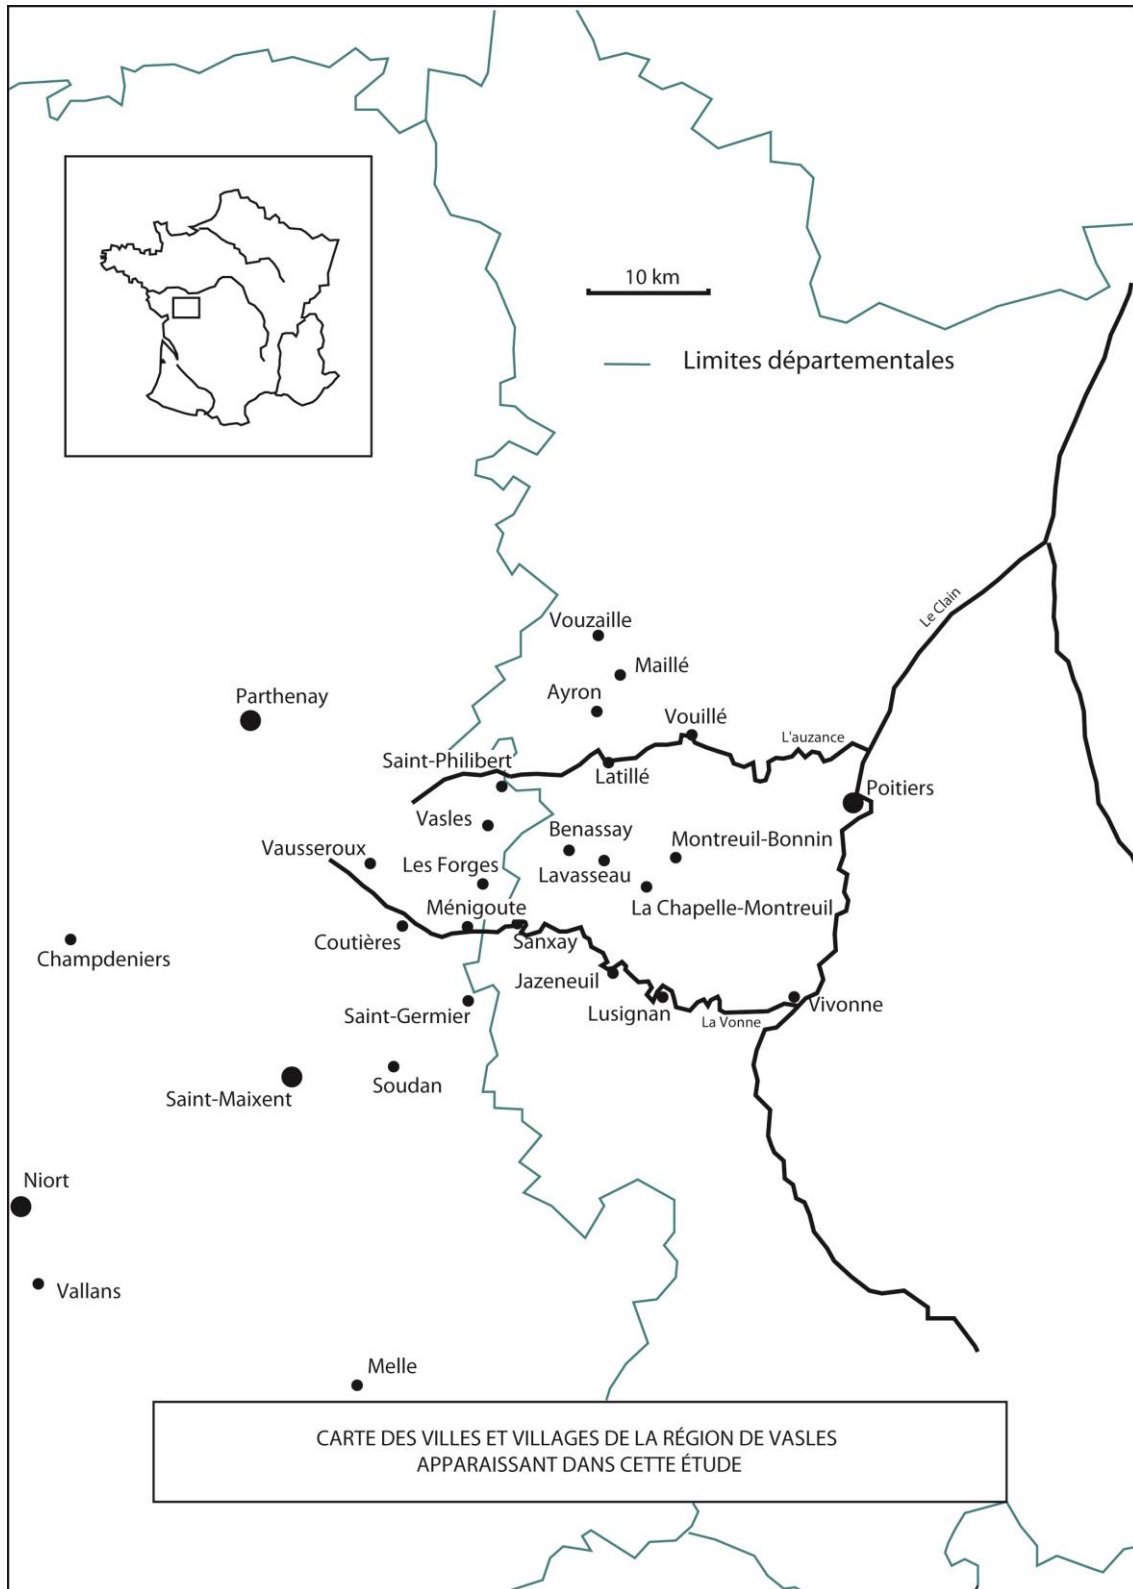 10 km
Limites départementales
Le Clain
Vouzaille
Maillé
Parthenay
Ayron
Vouillé
L'auzance
Saint-Philibert
Latillé
Poitiers
Vasles
Benassay
Montreuil-Bonnin
Vausseroux
Les Forges
Lavasseau
Ménigoute
La Chapelle-Montreuil
Coutières
Sanxay
Champdeniers
Jazeneuil
Saint-Germier
Lusignan
La Vonne
Vivonne
Soudan
Saint-Maixent
Niort
Vallans
Melle
CARTE DES VILLES ET VILLAGES DE LA RÉGION DE VASLES
APPARAISSANT DANS CETTE ÉTUDE